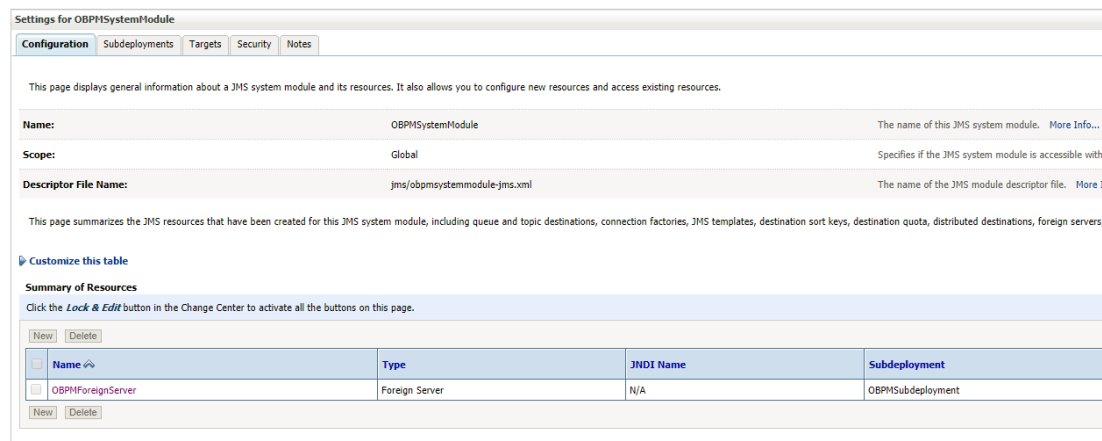 Settings for OBPMSystemModule
Configuration Subdeployments Targets Security Notes
This page displays general information about a JMS system module and its resources. It also allows you to configure new resources and access existing resources.
Name: OBPMSystemModule The name of this JMS system module. More Info...
Scope: Global Specifies if the JMS system module is accessible with
Descriptor File Name: jms/obpmsystemmodule-jms.xml The name of the JMS module descriptor file. More
This page summarizes the JMS resources that have been created for this JMS system module, including queue and topic destinations, connection factories, JMS templates, destination sort keys, destination quota, distributed destinations, foreign servers,
Customize this table
Summary of Resources
Click the Lock & Edit button in the Change Center to activate all the buttons on this page.
New Delete
Name Type JNDI Name Subdeployment
OBPMForeignServer Foreign Server N/A OBPMSubdeployment
New Delete